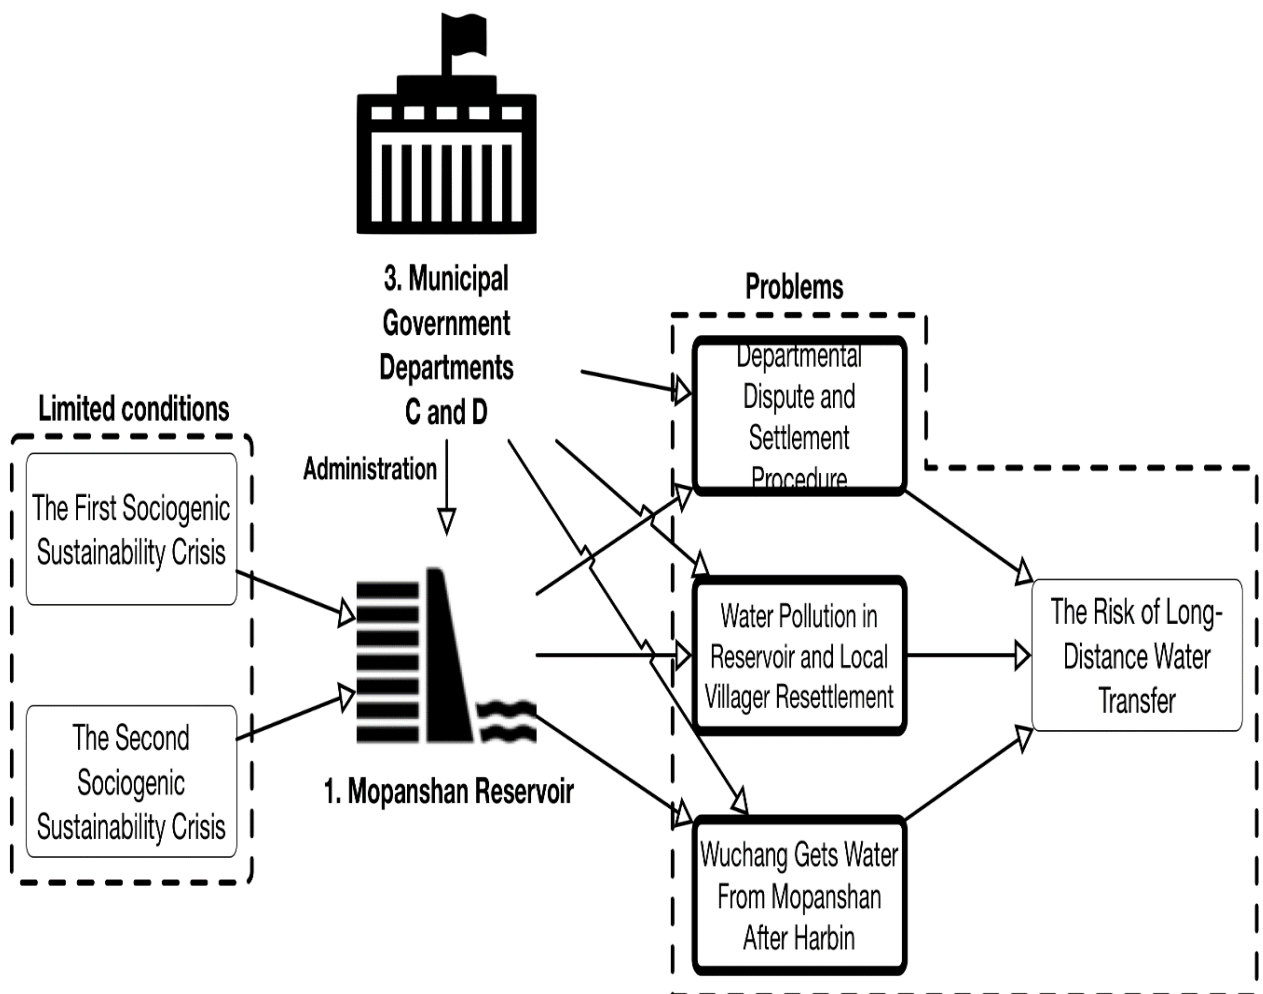 3. Municipal
Government
Departments
C and D
Administration
Limited conditions
The First Sociogenic
Sustainability Crisis
The Second
Sociogenic
Sustainability Crisis
1. Mopanshan Reservoir
Problems
Departmental
Dispute and
Settlement
Procedure
Water Pollution in
Reservoir and Local
Villager Resettlement
Wuchang Gets Water
From Mopanshan
After Harbin
The Risk of Long-
Distance Water
Transfer